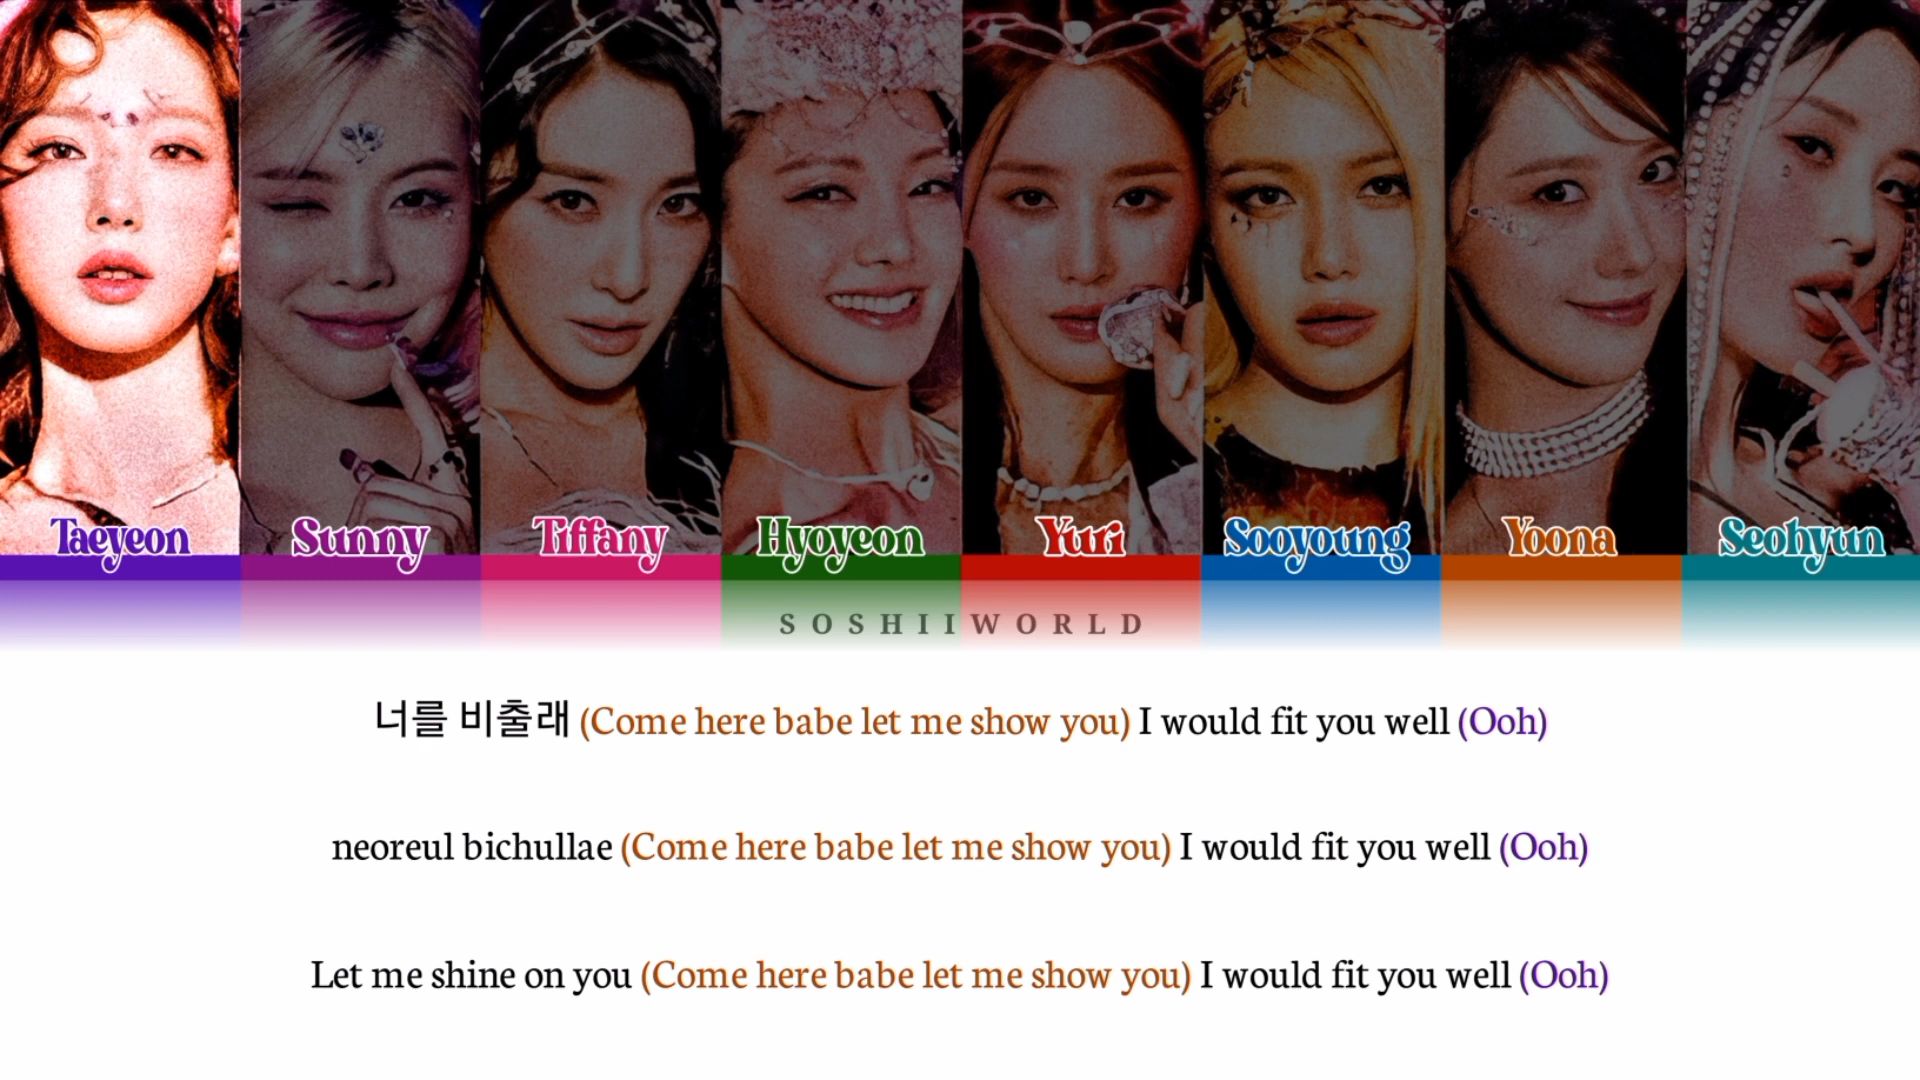 Taeyeon Sunny Tiffany Hyoyeon Yuri Sooyoung Yoona Seohyun
SOSHIIWORLD
너를 비출래 (Come here babe let me show you) I would fit you well (Ooh)
neoreul bichullae (Come here babe let me show you) I would fit you well (Ooh)
Let me shine on you (Come here babe let me show you) I would fit you well (Ooh)